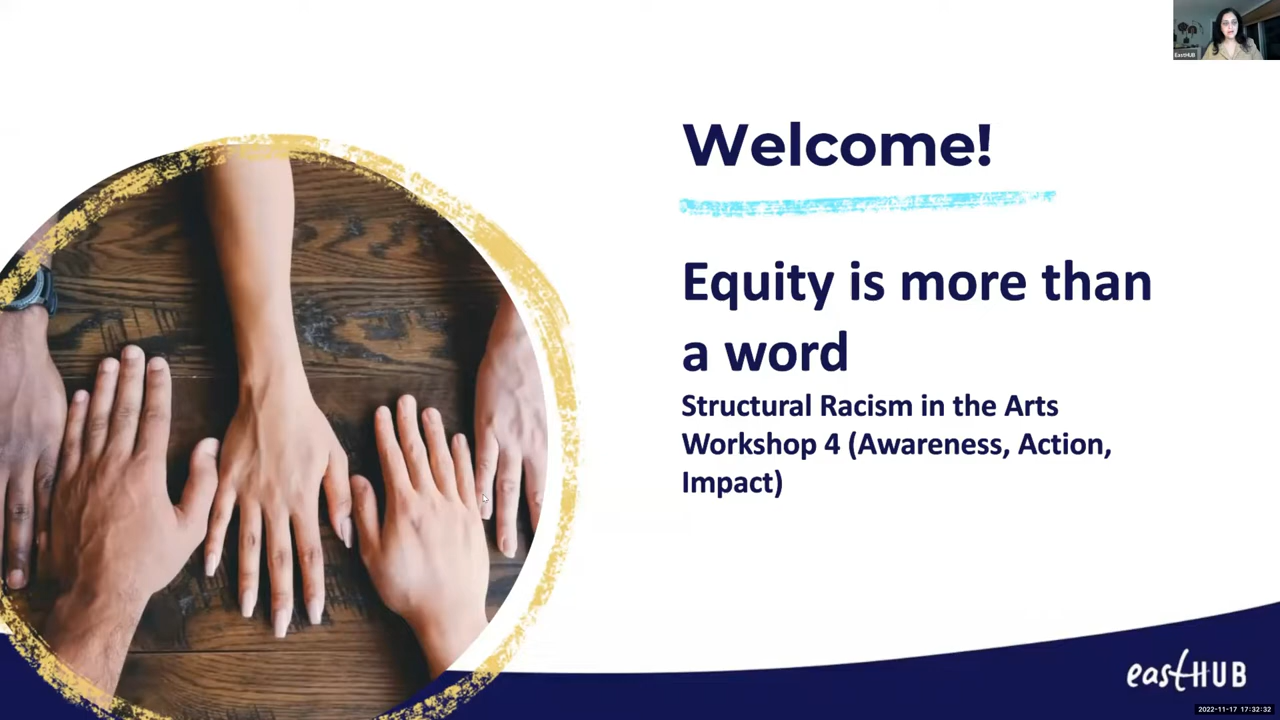 EastHUB
Welcome!
Equity is more than
a word
Structural Racism in the Arts
Workshop 4 (Awareness, Action,
Impact)
eastHUB
2022-11-17 17:32:32